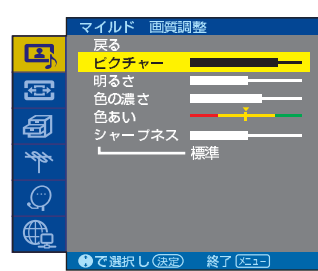 マイルド 画質調整
戻る
ピクチャー
明るさ
色の濃さ
色あい
シャープネス
標準
で選択し 決定 終了 メニュー